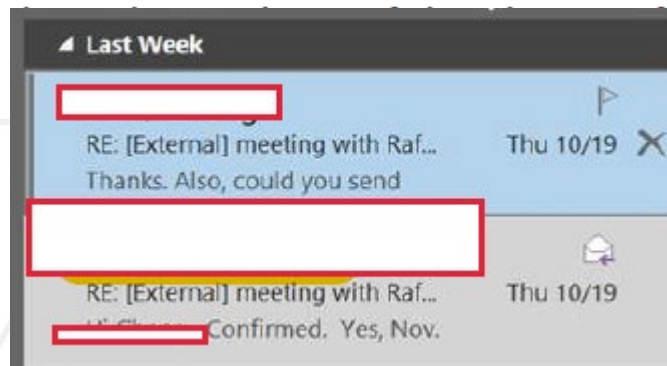 Last Week
RE: [External] meeting with Raf...
Thu 10/19
Thanks. Also, could you send
RE: [External] meeting with Raf...
Thu 10/19
Confirmed. Yes, Nov.